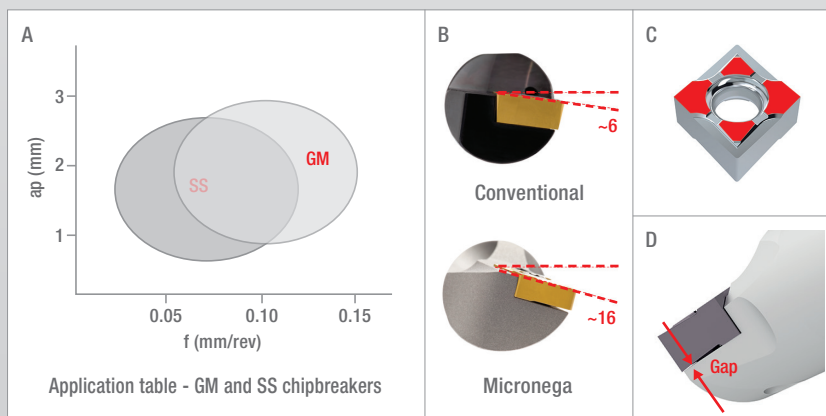 A
ap (mm)
3
2
1
GM
SS
0.05 0.10 0.15
f (mm/rev)
Application table - GM and SS chipbreakers
B
~6
Conventional
~16
Micronega
C
D
Gap